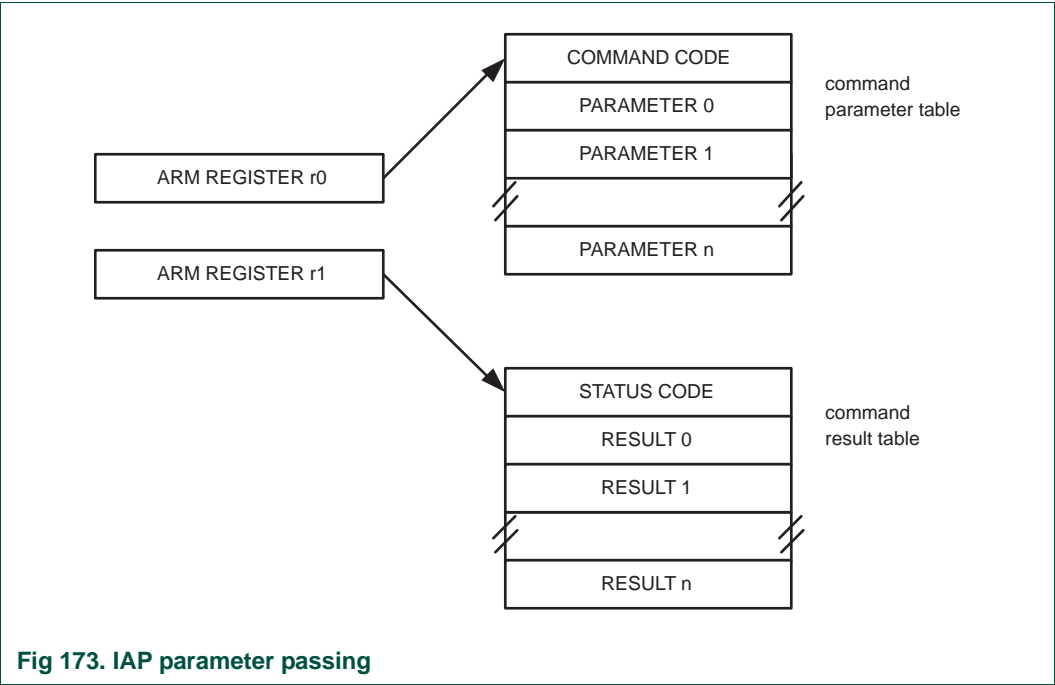 COMMAND CODE
command
parameter table
PARAMETER 0
PARAMETER 1
ARM REGISTER r0
PARAMETER n
ARM REGISTER r1
STATUS CODE
command
result table
RESULT 0
RESULT 1
RESULT n
Fig 173. IAP parameter passing